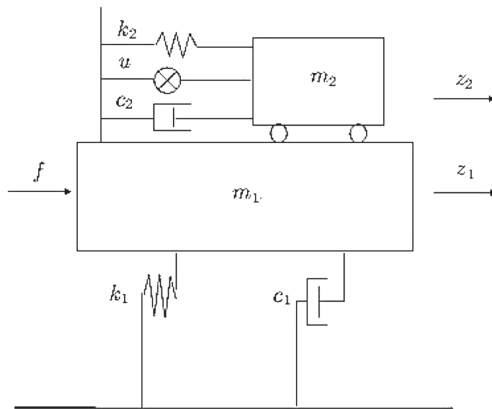 k₂
u
c₂
m₂
z₂
f
m₁
z₁
k₁
c₁